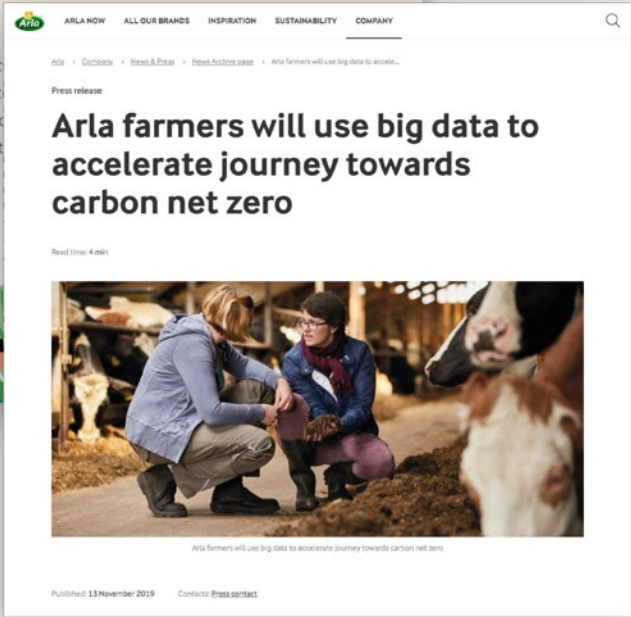 Arla
ARLA NOW ALL OUR BRANDS INSPIRATION SUSTAINABILITY COMPANY
Arla › Company › News & Press › News Archive page › Arla farmers will use big data to accele...
Press release
Arla farmers will use big data to
accelerate journey towards
carbon net zero
Read time: 4 min
Arla farmers will use big data to accelerate journey towards carbon net zero
Published: 13 November 2019 Contacts: Press contact